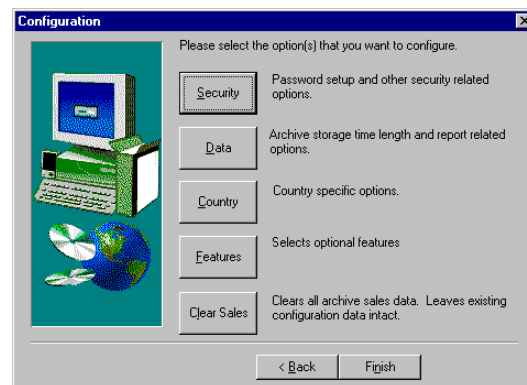 Configuration
Please select the option(s) that you want to configure.
Security
Password setup and other security related
options.
Data
Archive storage time length and report related
options.
Country
Country specific options.
Features
Selects optional features
Clear Sales
Clears all archive sales data. Leaves existing
configuration data intact.
< Back
Finish